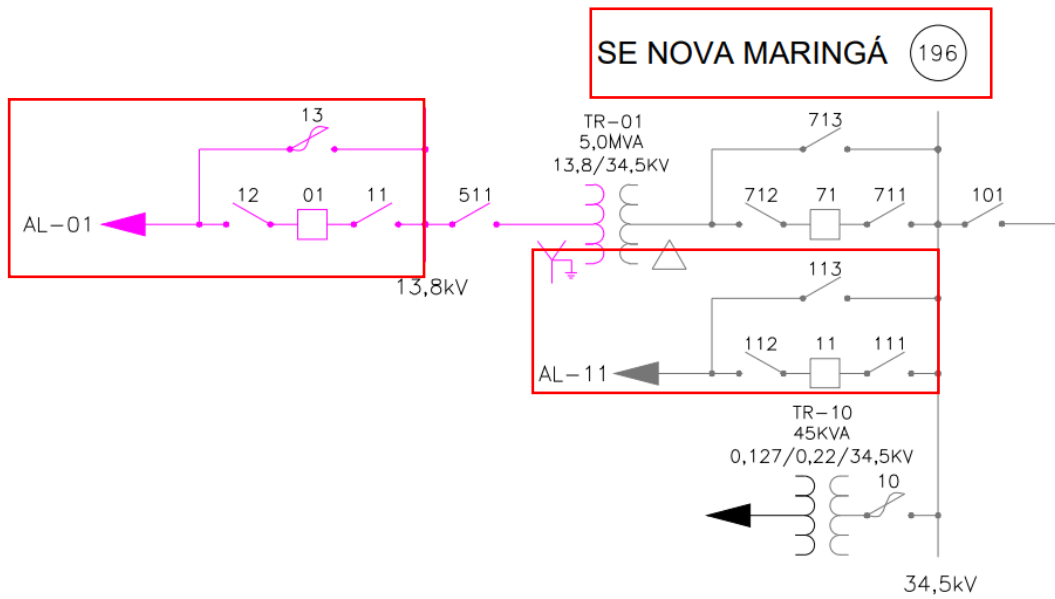 SE NOVA MARINGÁ 196
13
12 01 11 511
AL-01
13,8kV
TR-01
5,0MVA
13,8/34,5KV
713
712 71 711 101
113
112 11 111
AL-11
TR-10
45KVA
0,127/0,22/34,5KV
10
34,5kV